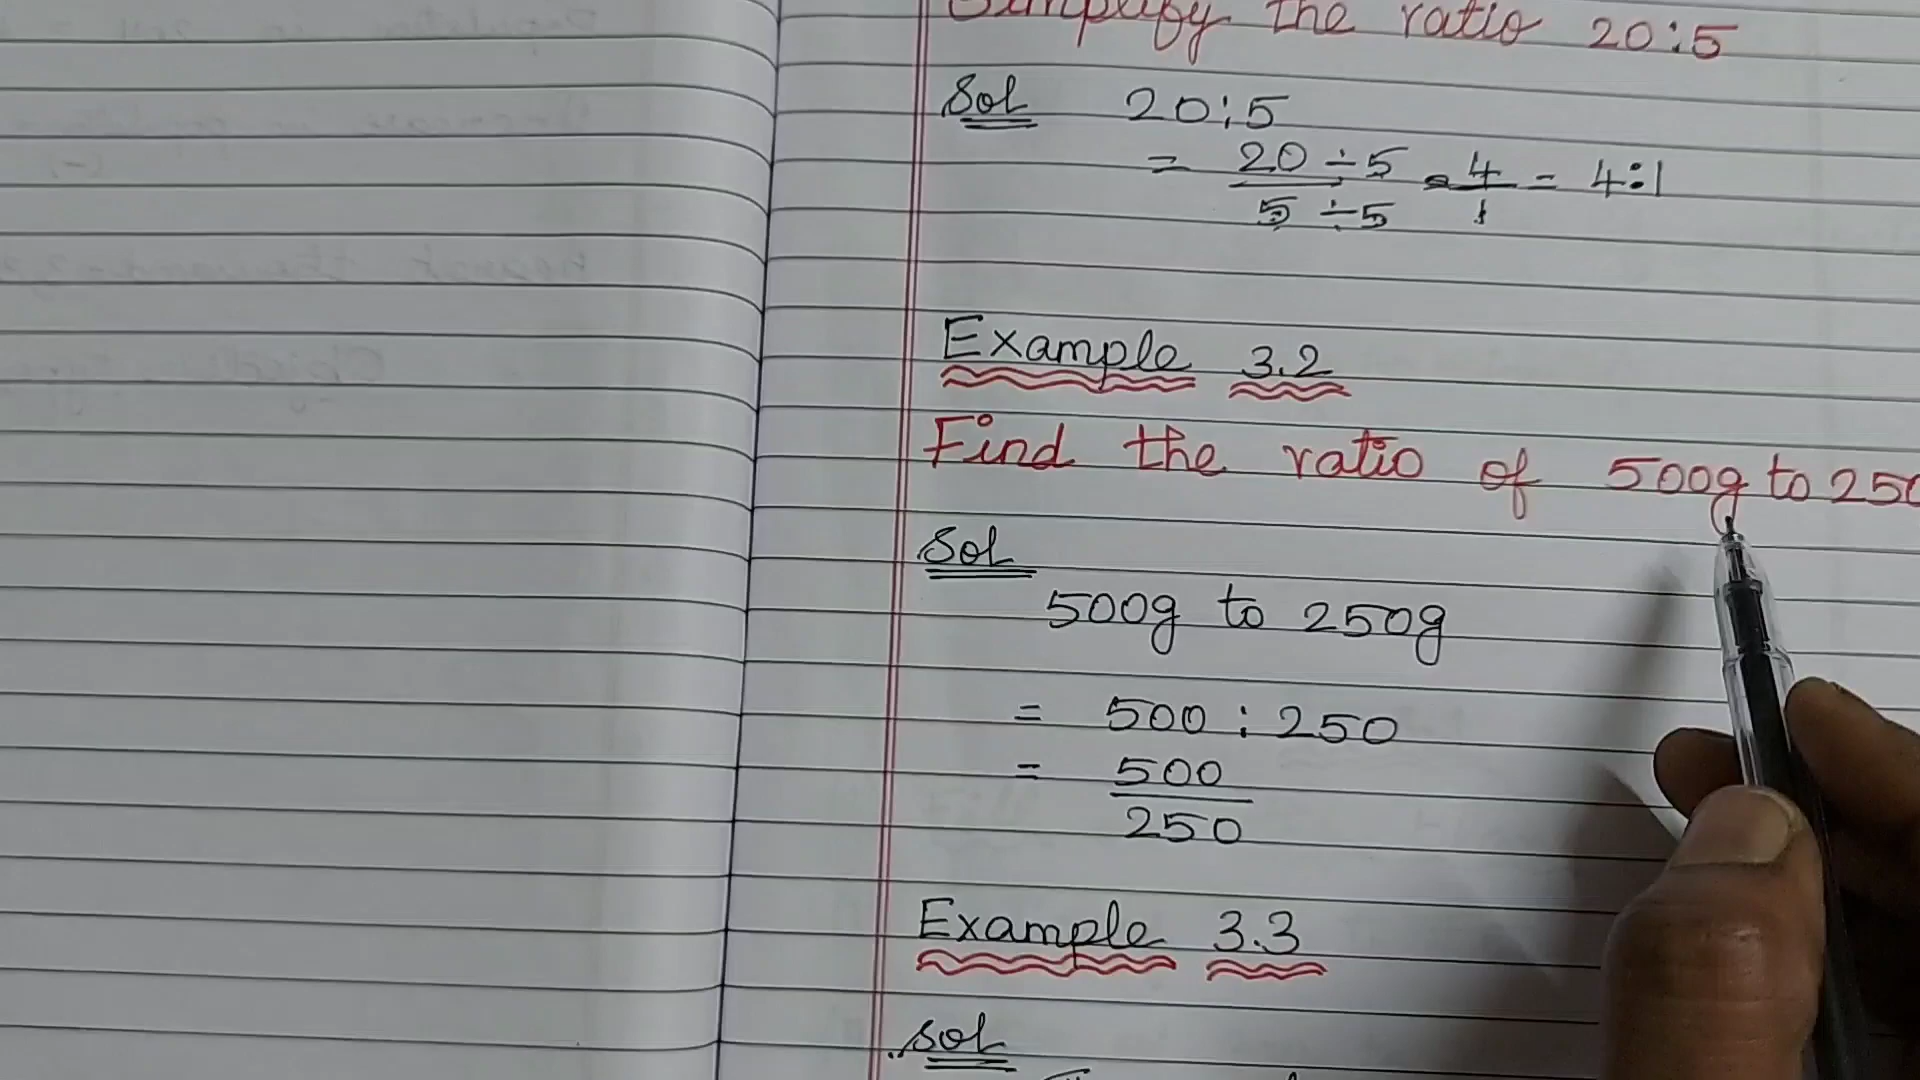 Simplify the ratio 20:5
Sol 20:5
= 20 ÷ 5 = 4 = 4:1
5 ÷ 5 1
Example 3.2
Find the ratio of 500g to 250
Sol
500g to 250g
= 500 : 250
= 500
250
Example 3.3
Sol